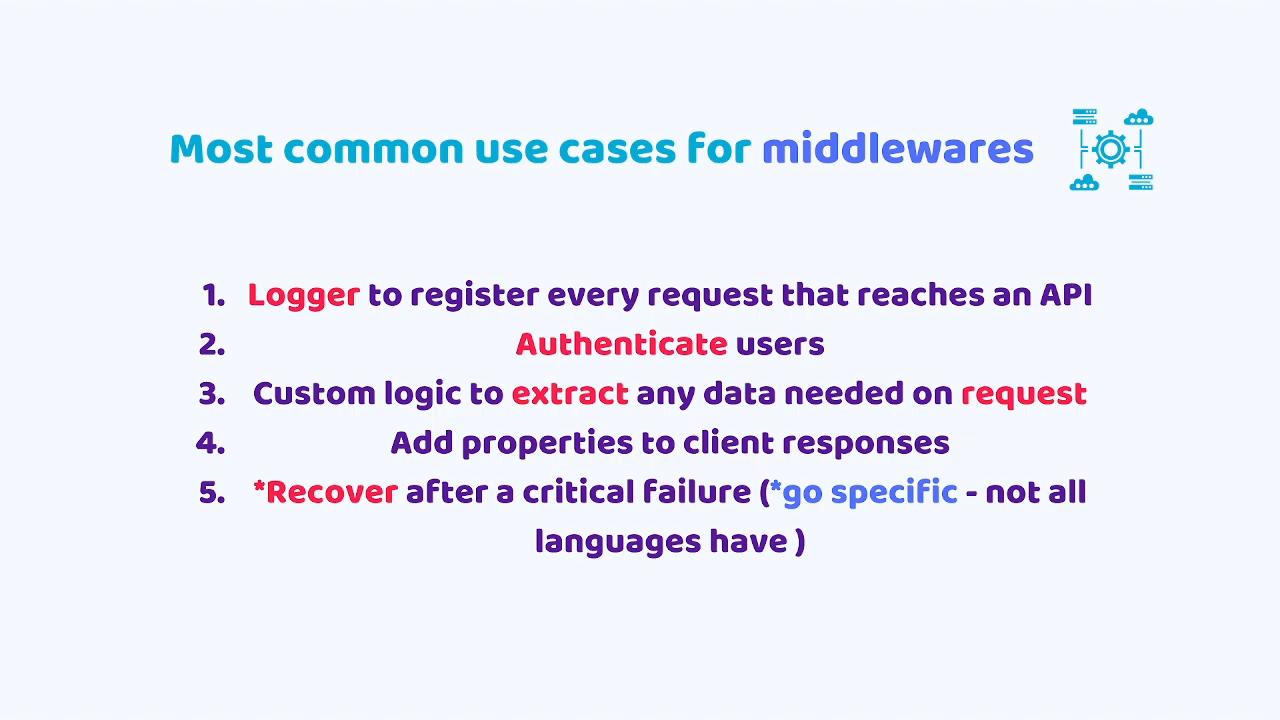 Most common use cases for middlewares
1. Logger to register every request that reaches an API
2. Authenticate users
3. Custom logic to extract any data needed on request
4. Add properties to client responses
5. *Recover after a critical failure (*go specific - not all
languages have )